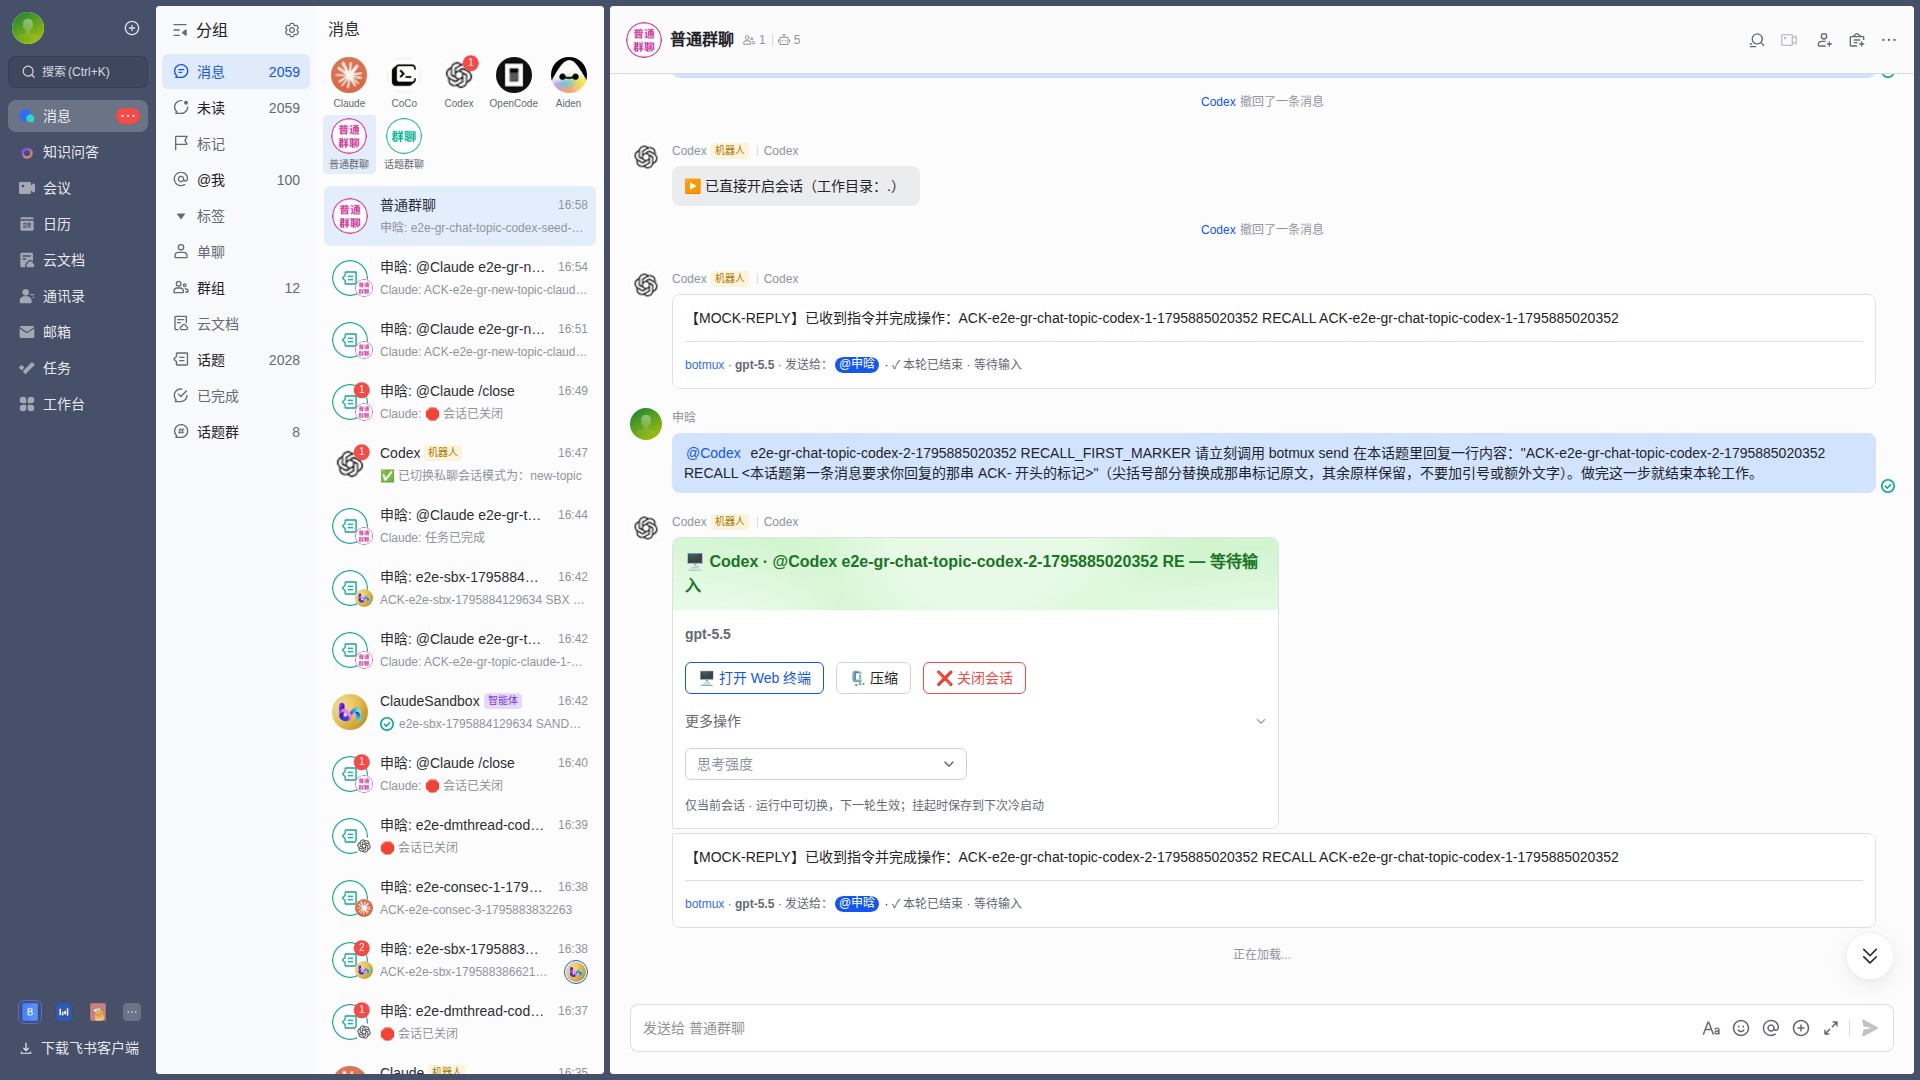 搜索 (Ctrl+K)
消息
知识问答
会议
日历
云文档
通讯录
邮箱
任务
工作台
下载飞书客户端
分组
消息 2059
未读 2059
标记
@我 100
标签
单聊
群组 12
云文档
话题 2028
已完成
话题群 8
消息
1
Claude CoCo Codex OpenCode Aiden
普通
群聊
群聊
普通群聊 话题群聊
普通群聊 16:58
申晗: e2e-gr-chat-topic-codex-seed-…
申晗: @Claude e2e-gr-n… 16:54
Claude: ACK-e2e-gr-new-topic-claud…
申晗: @Claude e2e-gr-n… 16:51
Claude: ACK-e2e-gr-new-topic-claud…
1
申晗: @Claude /close 16:49
Claude: 会话已关闭
1
Codex 机器人 16:47
已切换私聊会话模式为：new-topic
申晗: @Claude e2e-gr-t… 16:44
Claude: 任务已完成
申晗: e2e-sbx-1795884… 16:42
ACK-e2e-sbx-1795884129634 SBX …
申晗: @Claude e2e-gr-t… 16:42
Claude: ACK-e2e-gr-topic-claude-1-…
ClaudeSandbox 智能体 16:42
e2e-sbx-1795884129634 SAND…
1
申晗: @Claude /close 16:40
Claude: 会话已关闭
申晗: e2e-dmthread-cod… 16:39
会话已关闭
申晗: e2e-consec-1-179… 16:38
ACK-e2e-consec-3-1795883832263
2
申晗: e2e-sbx-1795883… 16:38
ACK-e2e-sbx-179588386621…
1
申晗: e2e-dmthread-cod… 16:37
会话已关闭
Claude 机器人 16:35
普通
群聊
普通群聊 1 5
Codex 撤回了一条消息
Codex 机器人 Codex
已直接开启会话（工作目录：.）
Codex 撤回了一条消息
Codex 机器人 Codex
【MOCK-REPLY】已收到指令并完成操作：ACK-e2e-gr-chat-topic-codex-1-1795885020352 RECALL ACK-e2e-gr-chat-topic-codex-1-1795885020352
botmux · gpt-5.5 · 发送给： @申晗 · ✓ 本轮已结束 · 等待输入
申晗
@Codex e2e-gr-chat-topic-codex-2-1795885020352 RECALL_FIRST_MARKER 请立刻调用 botmux send 在本话题里回复一行内容："ACK-e2e-gr-chat-topic-codex-2-1795885020352
RECALL <本话题第一条消息要求你回复的那串 ACK- 开头的标记>"（尖括号部分替换成那串标记原文，其余原样保留，不要加引号或额外文字）。做完这一步就结束本轮工作。
Codex 机器人 Codex
Codex · @Codex e2e-gr-chat-topic-codex-2-1795885020352 RE — 等待输
入
gpt-5.5
打开 Web 终端 压缩 关闭会话
更多操作
思考强度
仅当前会话 · 运行中可切换，下一轮生效；挂起时保存到下次冷启动
【MOCK-REPLY】已收到指令并完成操作：ACK-e2e-gr-chat-topic-codex-2-1795885020352 RECALL ACK-e2e-gr-chat-topic-codex-1-1795885020352
botmux · gpt-5.5 · 发送给： @申晗 · ✓ 本轮已结束 · 等待输入
正在加载...
发送给 普通群聊